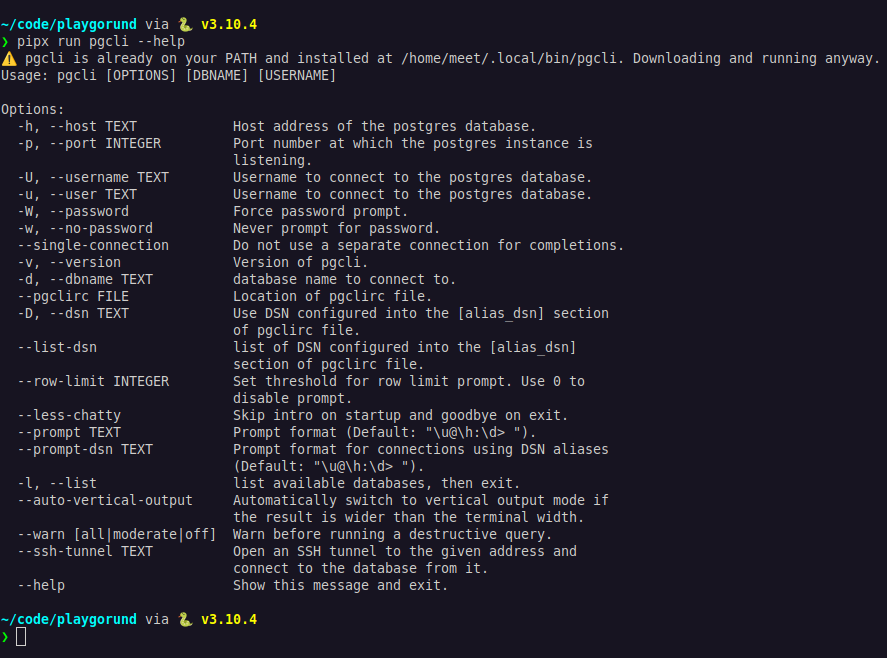 ~/code/playgorund via 🐍 v3.10.4
❯ pipx run pgcli --help
⚠️ pgcli is already on your PATH and installed at /home/meet/.local/bin/pgcli. Downloading and running anyway.
Usage: pgcli [OPTIONS] [DBNAME] [USERNAME]

Options:
  -h, --host TEXT            Host address of the postgres database.
  -p, --port INTEGER         Port number at which the postgres instance is
                             listening.
  -U, --username TEXT        Username to connect to the postgres database.
  -u, --user TEXT            Username to connect to the postgres database.
  -W, --password             Force password prompt.
  -w, --no-password          Never prompt for password.
  --single-connection        Do not use a separate connection for completions.
  -v, --version              Version of pgcli.
  -d, --dbname TEXT          database name to connect to.
  --pgclirc FILE             Location of pgclirc file.
  -D, --dsn TEXT             Use DSN configured into the [alias_dsn] section
                             of pgclirc file.
  --list-dsn                 list of DSN configured into the [alias_dsn]
                             section of pgclirc file.
  --row-limit INTEGER        Set threshold for row limit prompt. Use 0 to
                             disable prompt.
  --less-chatty              Skip intro on startup and goodbye on exit.
  --prompt TEXT              Prompt format (Default: "\u@\h:\d> ").
  --prompt-dsn TEXT          Prompt format for connections using DSN aliases
                             (Default: "\u@\h:\d> ").
  -l, --list                 list available databases, then exit.
  --auto-vertical-output     Automatically switch to vertical output mode if
                             the result is wider than the terminal width.
  --warn [all|moderate|off]  Warn before running a destructive query.
  --ssh-tunnel TEXT          Open an SSH tunnel to the given address and
                             connect to the database from it.
  --help                     Show this message and exit.

~/code/playgorund via 🐍 v3.10.4
❯